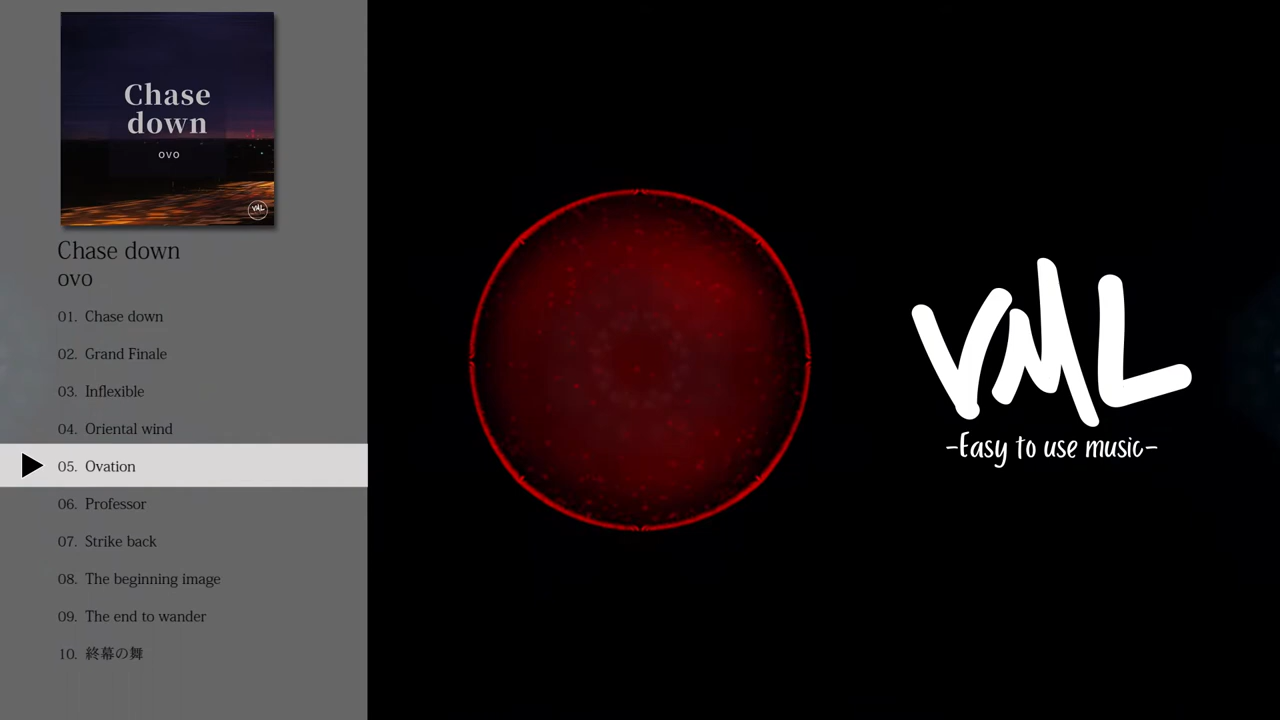 Chase
down
ovo
VML
Chase down
ovo
01. Chase down
02. Grand Finale
03. Inflexible
04. Oriental wind
05. Ovation
06. Professor
07. Strike back
08. The beginning image
09. The end to wander
10. 終幕の舞
VML
-Easy to use music-